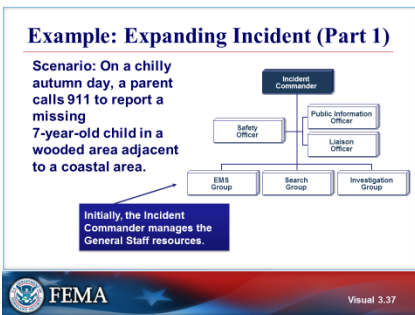 Example: Expanding Incident (Part 1)
Scenario: On a chilly
autumn day, a parent
calls 911 to report a
missing
7-year-old child in a
wooded area adjacent
to a coastal area.
Incident
Commander
Public Information
Officer
Safety
Officer
Liaison
Officer
EMS
Group
Search
Group
Investigation
Group
Initially, the Incident
Commander manages the
General Staff resources.
FEMA
Visual 3.37